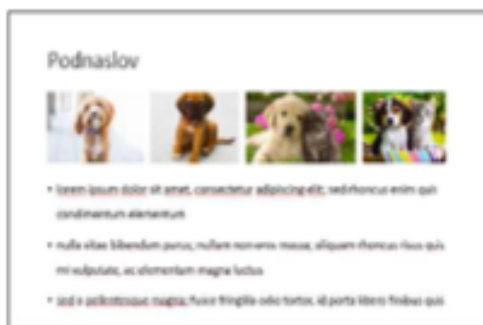 Podnaslov
• lorem ipsum dolor sit amet, consectetur adipiscing elit, sed rhoncus enim quis
condimentum elementum
• nulla vitae bibendum purus, nullam non eros massa, aliquam rhoncus risus quis
mi vulputate, ac elementum magna luctus
• sed a pellentesque magna, fusce fringilla odio tortor, id porta libero finibus quis